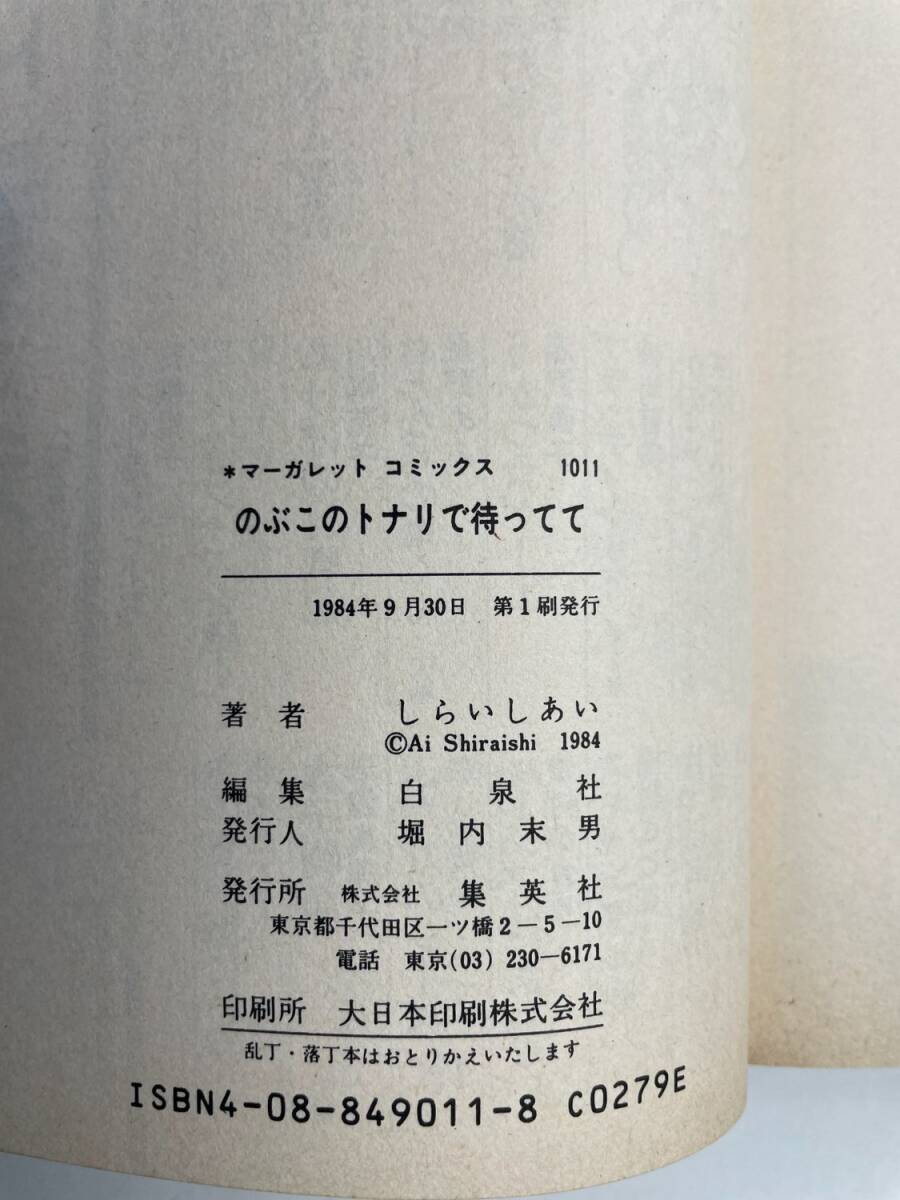 *マーガレット コミックス 1011
のぶこのトナリで待ってて
1984年9月30日 第1刷発行
著者 しらいしあい
©Ai Shiraishi 1984
編集 白泉社
発行人 堀内末男
発行所 株式会社 集英社
東京都千代田区一ツ橋2-5-10
電話 東京(03) 230-6171
印刷所 大日本印刷株式会社
乱丁・落丁本はおとりかえいたします
ISBN4-08-849011-8 C0279E